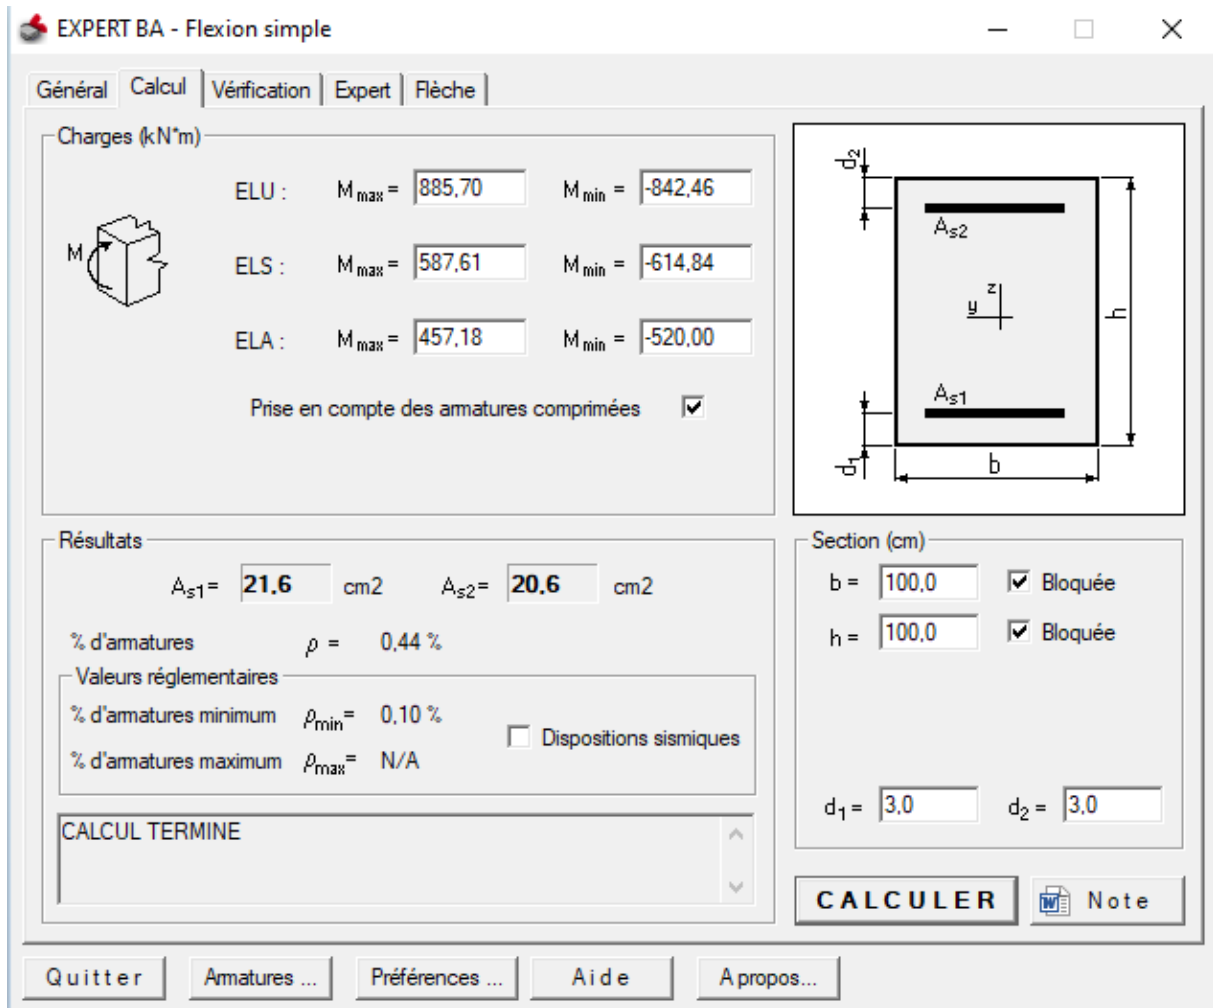 EXPERT BA - Flexion simple
Général Calcul Vérification Expert Flèche
Charges (kN*m)
M
ELU : M max = 885,70 M min = -842,46
ELS : M max = 587,61 M min = -614,84
ELA : M max = 457,18 M min = -520,00
Prise en compte des armatures comprimées
d2
As2
z
y
h
As1
d1
b
Résultats
As1= 21,6 cm2 As2= 20,6 cm2
% d'armatures ρ = 0,44 %
Valeurs réglementaires
% d'armatures minimum ρmin= 0,10 %
Dispositions sismiques
% d'armatures maximum ρmax= N/A
CALCUL TERMINE
Section (cm)
b = 100,0 Bloquée
h = 100,0 Bloquée
d1 = 3,0 d2 = 3,0
CALCULER Note
Quitter Armatures ... Préférences ... Aide A propos...